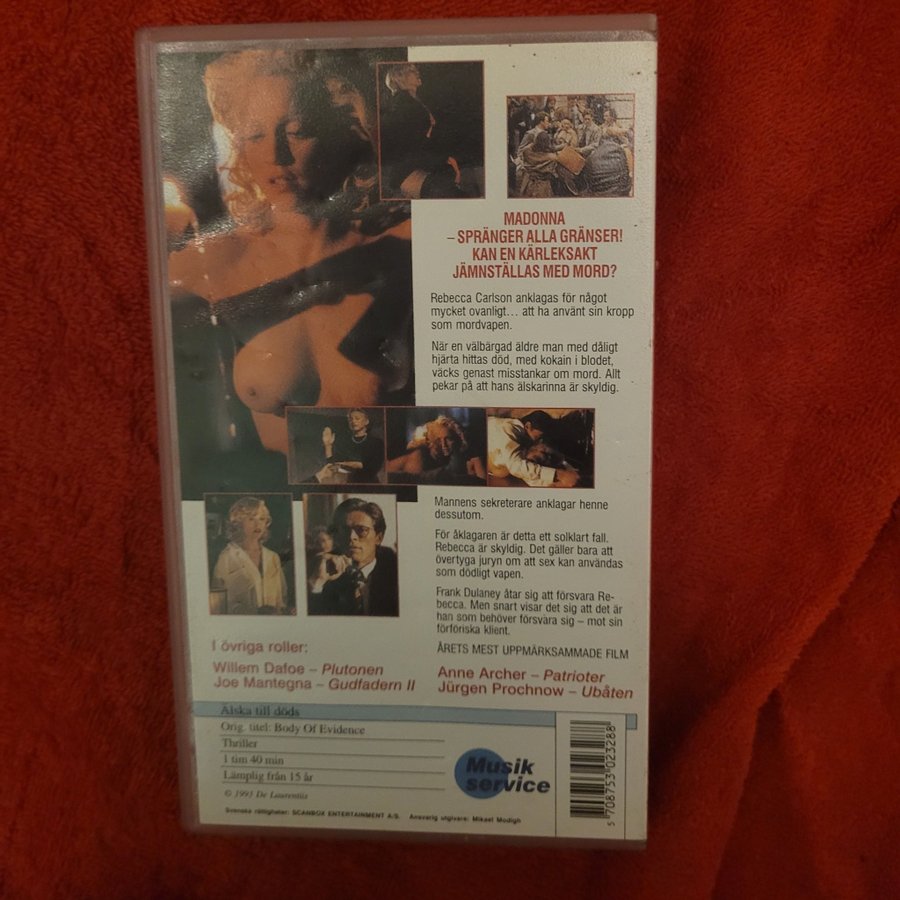 MADONNA
– SPRÄNGER ALLA GRÄNSER!
KAN EN KÄRLEKSAKT
JÄMNSTÄLLAS MED MORD?
Rebecca Carlson anklagas för något
mycket ovanligt... att ha använt sin kropp
som mordvapen.
När en välbärgad äldre man med dåligt
hjärta hittas död, med kokain i blodet,
väcks genast misstankar om mord. Allt
pekar på att hans älskarinna är skyldig.
Mannens sekreterare anklagar henne
dessutom.
För åklagaren är detta ett solklart fall.
Rebecca är skyldig. Det gäller bara att
övertyga juryn om att sex kan användas
som dödligt vapen.
Frank Dulaney åtar sig att försvara Re-
becca. Men snart visar det sig att det är
han som behöver försvara sig – mot sin
förföriska klient.
ÅRETS MEST UPPMÄRKSAMMADE FILM
I övriga roller:
Willem Dafoe – Plutonen
Joe Mantegna – Gudfadern II
Anne Archer – Patrioter
Jürgen Prochnow – Ubåten
Älska till döds
Orig. titel: Body Of Evidence
Thriller
1 tim 40 min
Lämplig från 15 år
© 1993 De Laurentiis
Svenska rättigheter: SCANBOX ENTERTAINMENT A/S. Ansvarig utgivare: Mikael Modigh
Musik
service
5 708753 023288